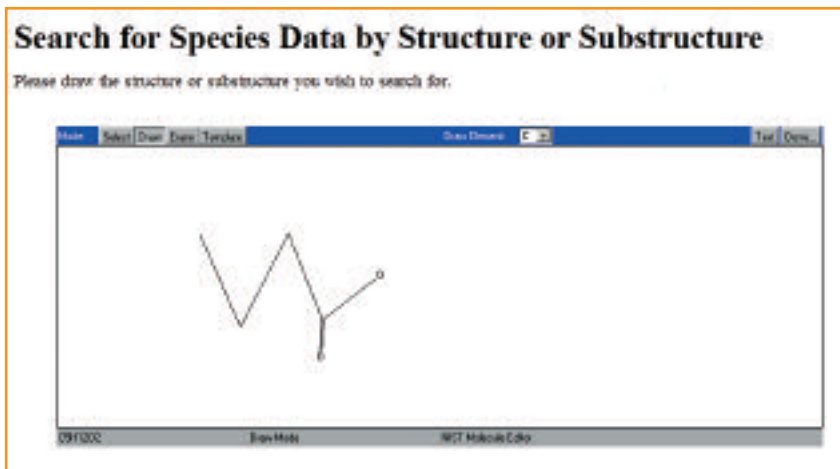 Search for Species Data by Structure or Substructure
Please draw the structure or substructure you wish to search for.
Mode: Select Draw Erase Template Draw Element: C Text Done...
O
O
Draw Mode NIST Molecule Editor